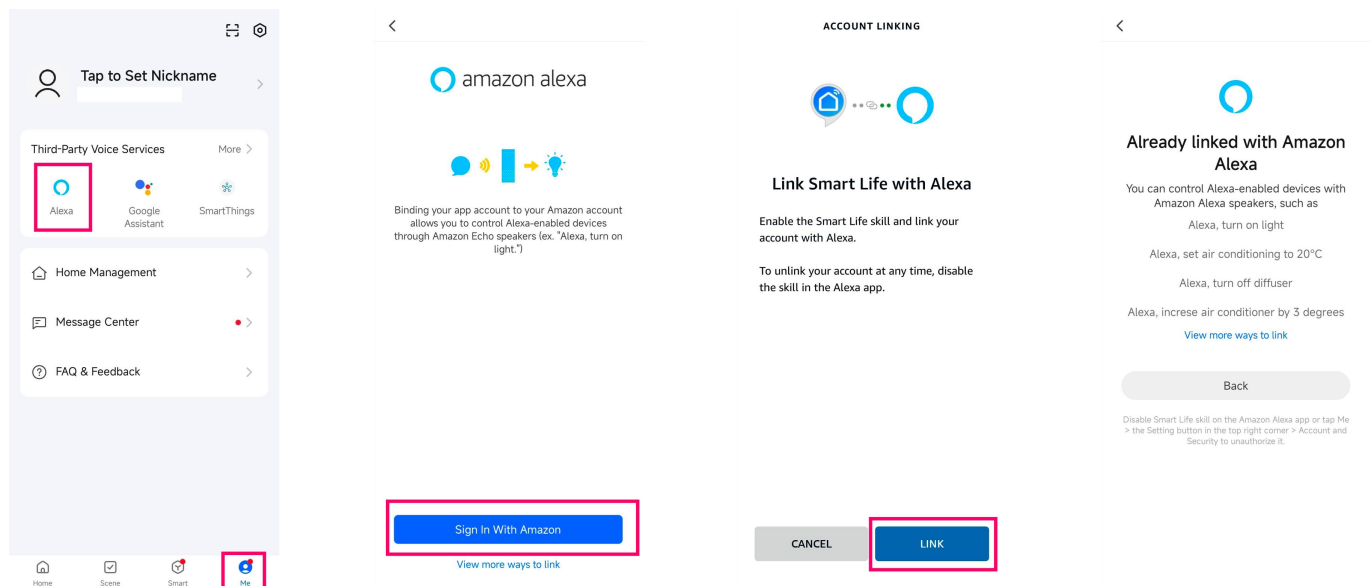 Tap to Set Nickname
Third-Party Voice Services
More
Alexa
Google
Assistant
SmartThings
Home Management
Message Center
FAQ & Feedback
Home
Scene
Smart
Me
amazon alexa
Binding your app account to your Amazon account
allows you to control Alexa-enabled devices
through Amazon Echo speakers (ex. "Alexa, turn on
light.")
Sign In With Amazon
View more ways to link
ACCOUNT LINKING
Link Smart Life with Alexa
Enable the Smart Life skill and link your
account with Alexa.
To unlink your account at any time, disable
the skill in the Alexa app.
CANCEL
LINK
Already linked with Amazon
Alexa
You can control Alexa-enabled devices with
Amazon Alexa speakers, such as
Alexa, turn on light
Alexa, set air conditioning to 20°C
Alexa, turn off diffuser
Alexa, increse air conditioner by 3 degrees
View more ways to link
Back
Disable Smart Life skill on the Amazon Alexa app or tap Me
> the Setting button in the top right corner > Account and
Security to unauthorize it.